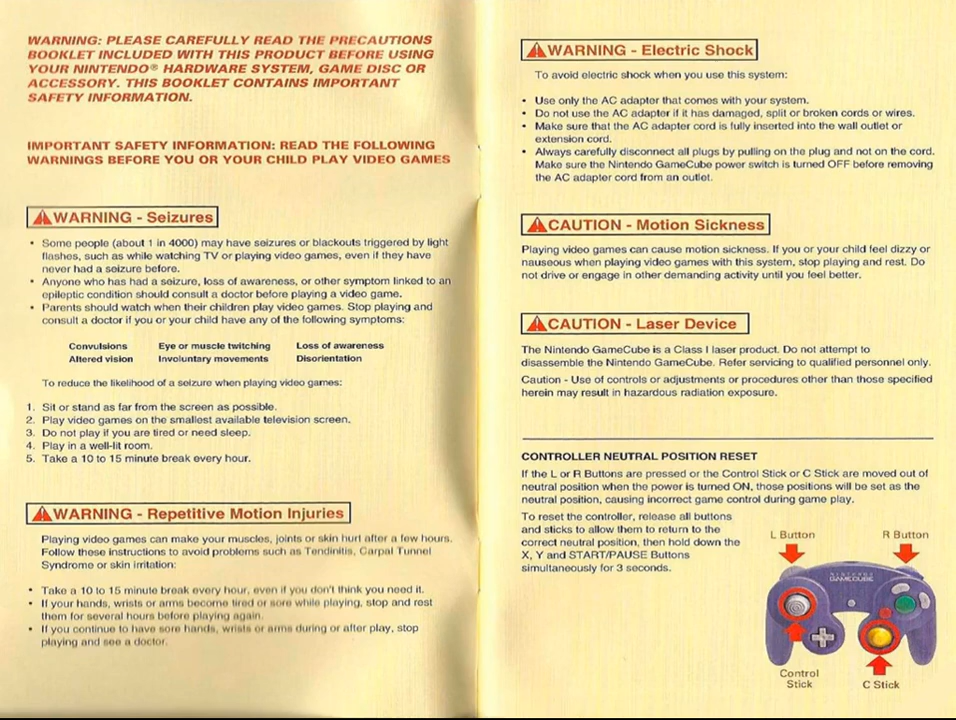 WARNING: PLEASE CAREFULLY READ THE PRECAUTIONS
BOOKLET INCLUDED WITH THIS PRODUCT BEFORE USING
YOUR NINTENDO® HARDWARE SYSTEM, GAME DISC OR
ACCESSORY. THIS BOOKLET CONTAINS IMPORTANT
SAFETY INFORMATION.
IMPORTANT SAFETY INFORMATION: READ THE FOLLOWING
WARNINGS BEFORE YOU OR YOUR CHILD PLAY VIDEO GAMES
WARNING - Seizures
• Some people (about 1 in 4000) may have seizures or blackouts triggered by light
flashes, such as while watching TV or playing video games, even if they have
never had a seizure before.
• Anyone who has had a seizure, loss of awareness, or other symptom linked to an
epileptic condition should consult a doctor before playing a video game.
• Parents should watch when their children play video games. Stop playing and
consult a doctor if you or your child have any of the following symptoms:
Convulsions Eye or muscle twitching Loss of awareness
Altered vision Involuntary movements Disorientation
To reduce the likelihood of a seizure when playing video games:
1. Sit or stand as far from the screen as possible.
2. Play video games on the smallest available television screen.
3. Do not play if you are tired or need sleep.
4. Play in a well-lit room.
5. Take a 10 to 15 minute break every hour.
WARNING - Repetitive Motion Injuries
Playing video games can make your muscles, joints or skin hurt after a few hours.
Follow these instructions to avoid problems such as Tendinitis, Carpal Tunnel
Syndrome or skin irritation:
• Take a 10 to 15 minute break every hour, even if you don't think you need it.
• If your hands, wrists or arms become tired or sore while playing, stop and rest
them for several hours before playing again.
• If you continue to have sore hands, wrists or arms during or after play, stop
playing and see a doctor.
WARNING - Electric Shock
To avoid electric shock when you use this system:
• Use only the AC adapter that comes with your system.
• Do not use the AC adapter if it has damaged, split or broken cords or wires.
• Make sure that the AC adapter cord is fully inserted into the wall outlet or
extension cord.
• Always carefully disconnect all plugs by pulling on the plug and not on the cord.
Make sure the Nintendo GameCube power switch is turned OFF before removing
the AC adapter cord from an outlet.
CAUTION - Motion Sickness
Playing video games can cause motion sickness. If you or your child feel dizzy or
nauseous when playing video games with this system, stop playing and rest. Do
not drive or engage in other demanding activity until you feel better.
CAUTION - Laser Device
The Nintendo GameCube is a Class I laser product. Do not attempt to
disassemble the Nintendo GameCube. Refer servicing to qualified personnel only.
Caution - Use of controls or adjustments or procedures other than those specified
herein may result in hazardous radiation exposure.
CONTROLLER NEUTRAL POSITION RESET
If the L or R Buttons are pressed or the Control Stick or C Stick are moved out of
neutral position when the power is turned ON, those positions will be set as the
neutral position, causing incorrect game control during game play.
To reset the controller, release all buttons
and sticks to allow them to return to the
correct neutral position, then hold down the
X, Y and START/PAUSE Buttons
simultaneously for 3 seconds.
L Button
R Button
NINTENDO
GAMECUBE
Control
Stick
C Stick